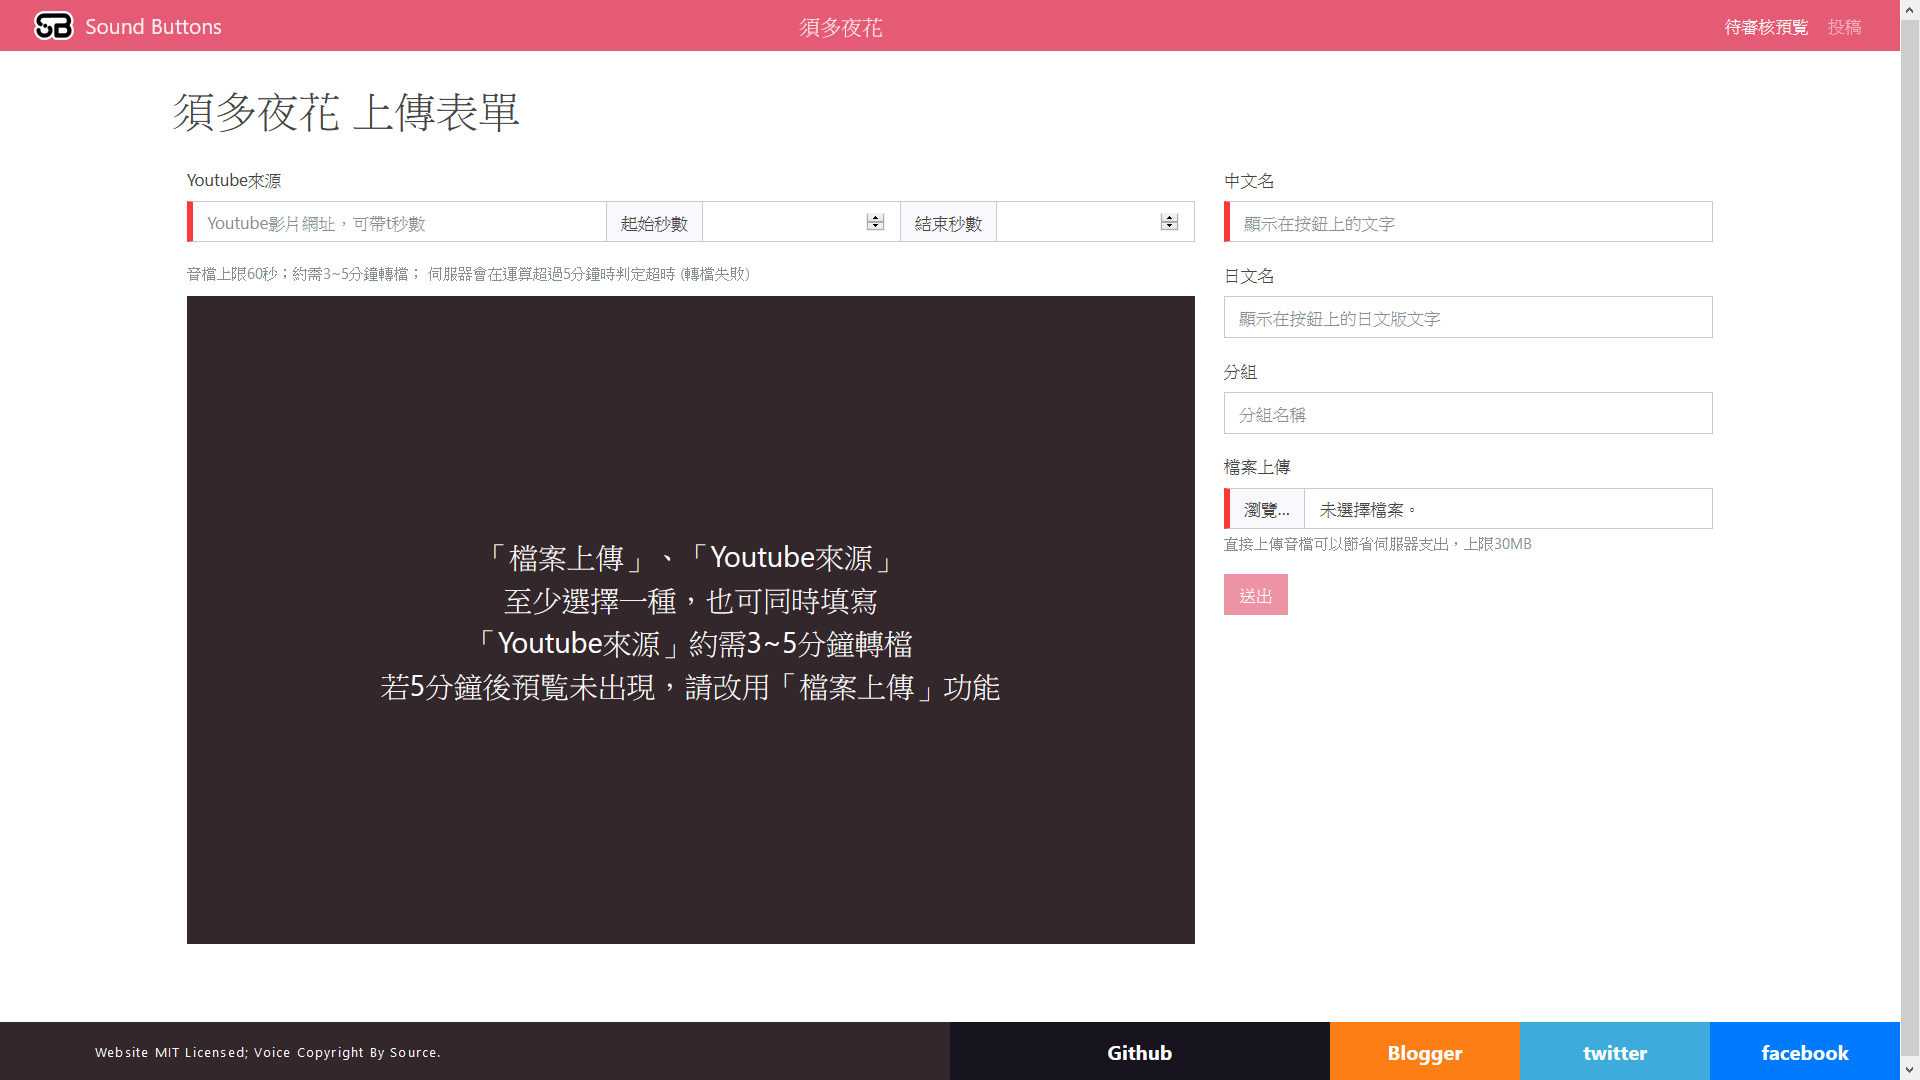 Sound Buttons
須多夜花
待審核預覧 投稿
須多夜花 上傳表單
Youtube來源
Youtube影片網址，可帶t秒數
起始秒數
結束秒數
音檔上限60秒；約需3~5分鐘轉檔； 伺服器會在運算超過5分鐘時判定超時 (轉檔失敗)
「檔案上傳」、「Youtube來源」
至少選擇一種，也可同時填寫
「Youtube來源」約需3~5分鐘轉檔
若5分鐘後預覧未出現，請改用「檔案上傳」功能
中文名
顯示在按鈕上的文字
日文名
顯示在按鈕上的日文版文字
分組
分組名稱
檔案上傳
瀏覽... 未選擇檔案。
直接上傳音檔可以節省伺服器支出，上限30MB
送出
Website MIT Licensed; Voice Copyright By Source.
Github
Blogger
twitter
facebook